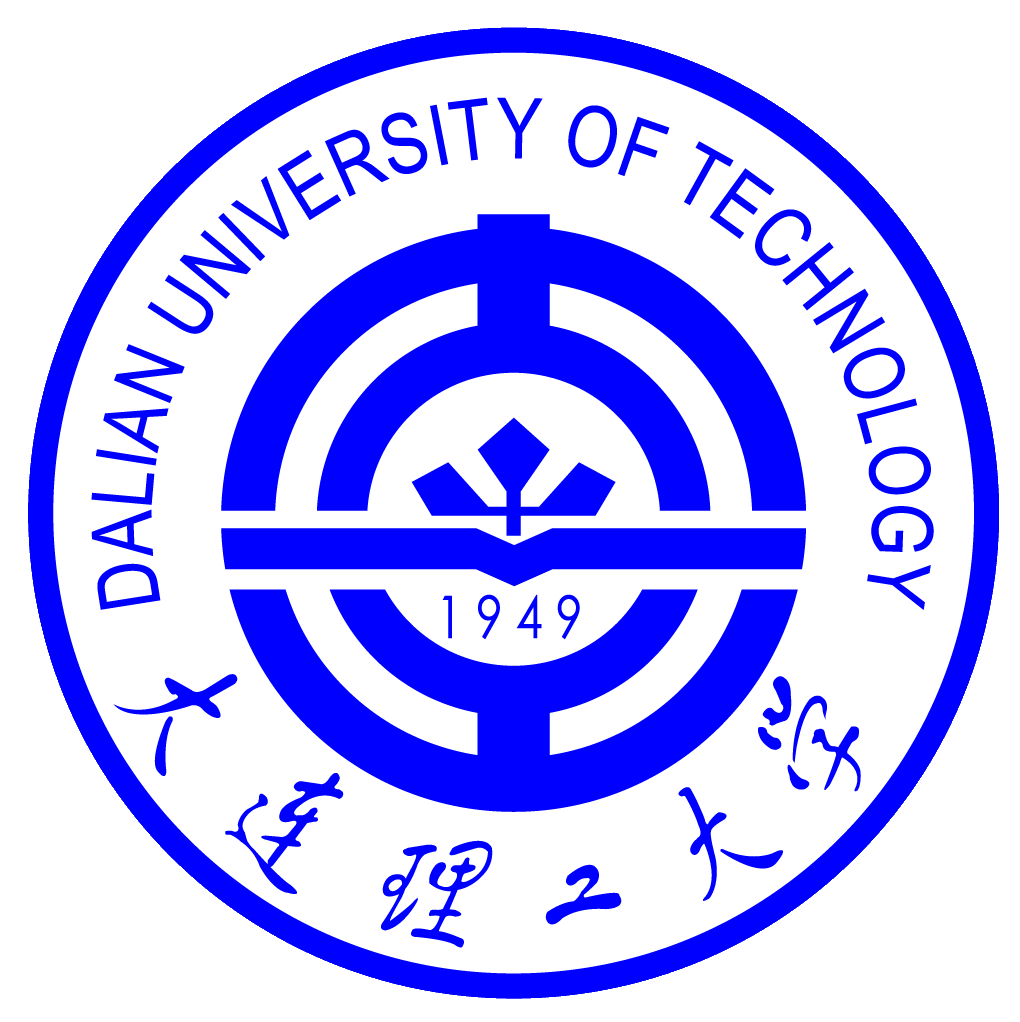 DALIAN UNIVERSITY OF TECHNOLOGY
1949
大连理工大学